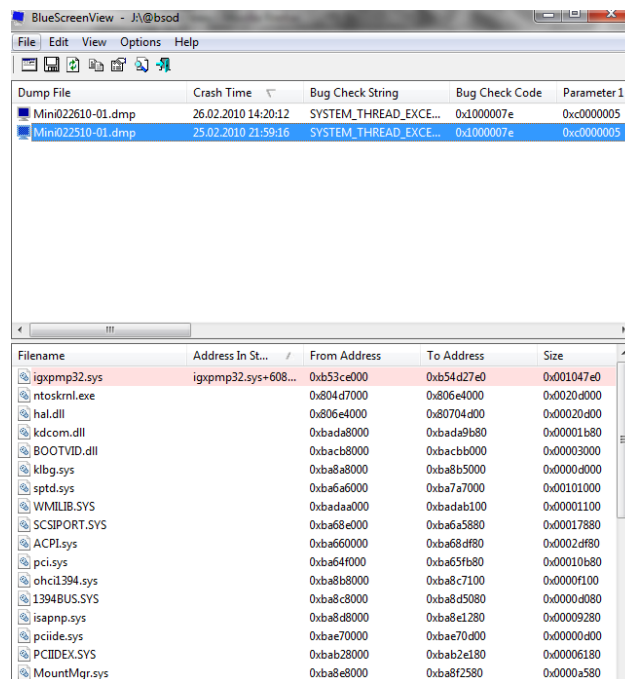 BlueScreenView - J:\@bsod
File Edit View Options Help
Dump File Crash Time Bug Check String Bug Check Code Parameter 1
Mini022610-01.dmp 26.02.2010 14:20:12 SYSTEM_THREAD_EXCE... 0x1000007e 0xc0000005
Mini022510-01.dmp 25.02.2010 21:59:16 SYSTEM_THREAD_EXCE... 0x1000007e 0xc0000005
Filename Address In St... From Address To Address Size
igxpmp32.sys igxpmp32.sys+608... 0xb53ce000 0xb54d27e0 0x001047e0
ntoskrnl.exe 0x804d7000 0x806e4000 0x0020d000
hal.dll 0x806e4000 0x80704d00 0x00020d00
kdcom.dll 0xbada8000 0xbada9b80 0x00001b80
BOOTVID.dll 0xbacb8000 0xbacbb000 0x00003000
klbg.sys 0xba8a8000 0xba8b5000 0x0000d000
sptd.sys 0xba6a6000 0xba7a7000 0x00101000
WMILIB.SYS 0xbadaa000 0xbadab100 0x00001100
SCSIPORT.SYS 0xba68e000 0xba6a5880 0x00017880
ACPI.sys 0xba660000 0xba68df80 0x0002df80
pci.sys 0xba64f000 0xba65fb80 0x00010b80
ohci1394.sys 0xba8b8000 0xba8c7100 0x0000f100
1394BUS.SYS 0xba8c8000 0xba8d5080 0x0000d080
isapnp.sys 0xba8d8000 0xba8e1280 0x00009280
pciide.sys 0xbae70000 0xbae70d00 0x00000d00
PCIIDEX.SYS 0xbab28000 0xbab2e180 0x00006180
MountMgr.sys 0xba8e8000 0xba8f2580 0x0000a580